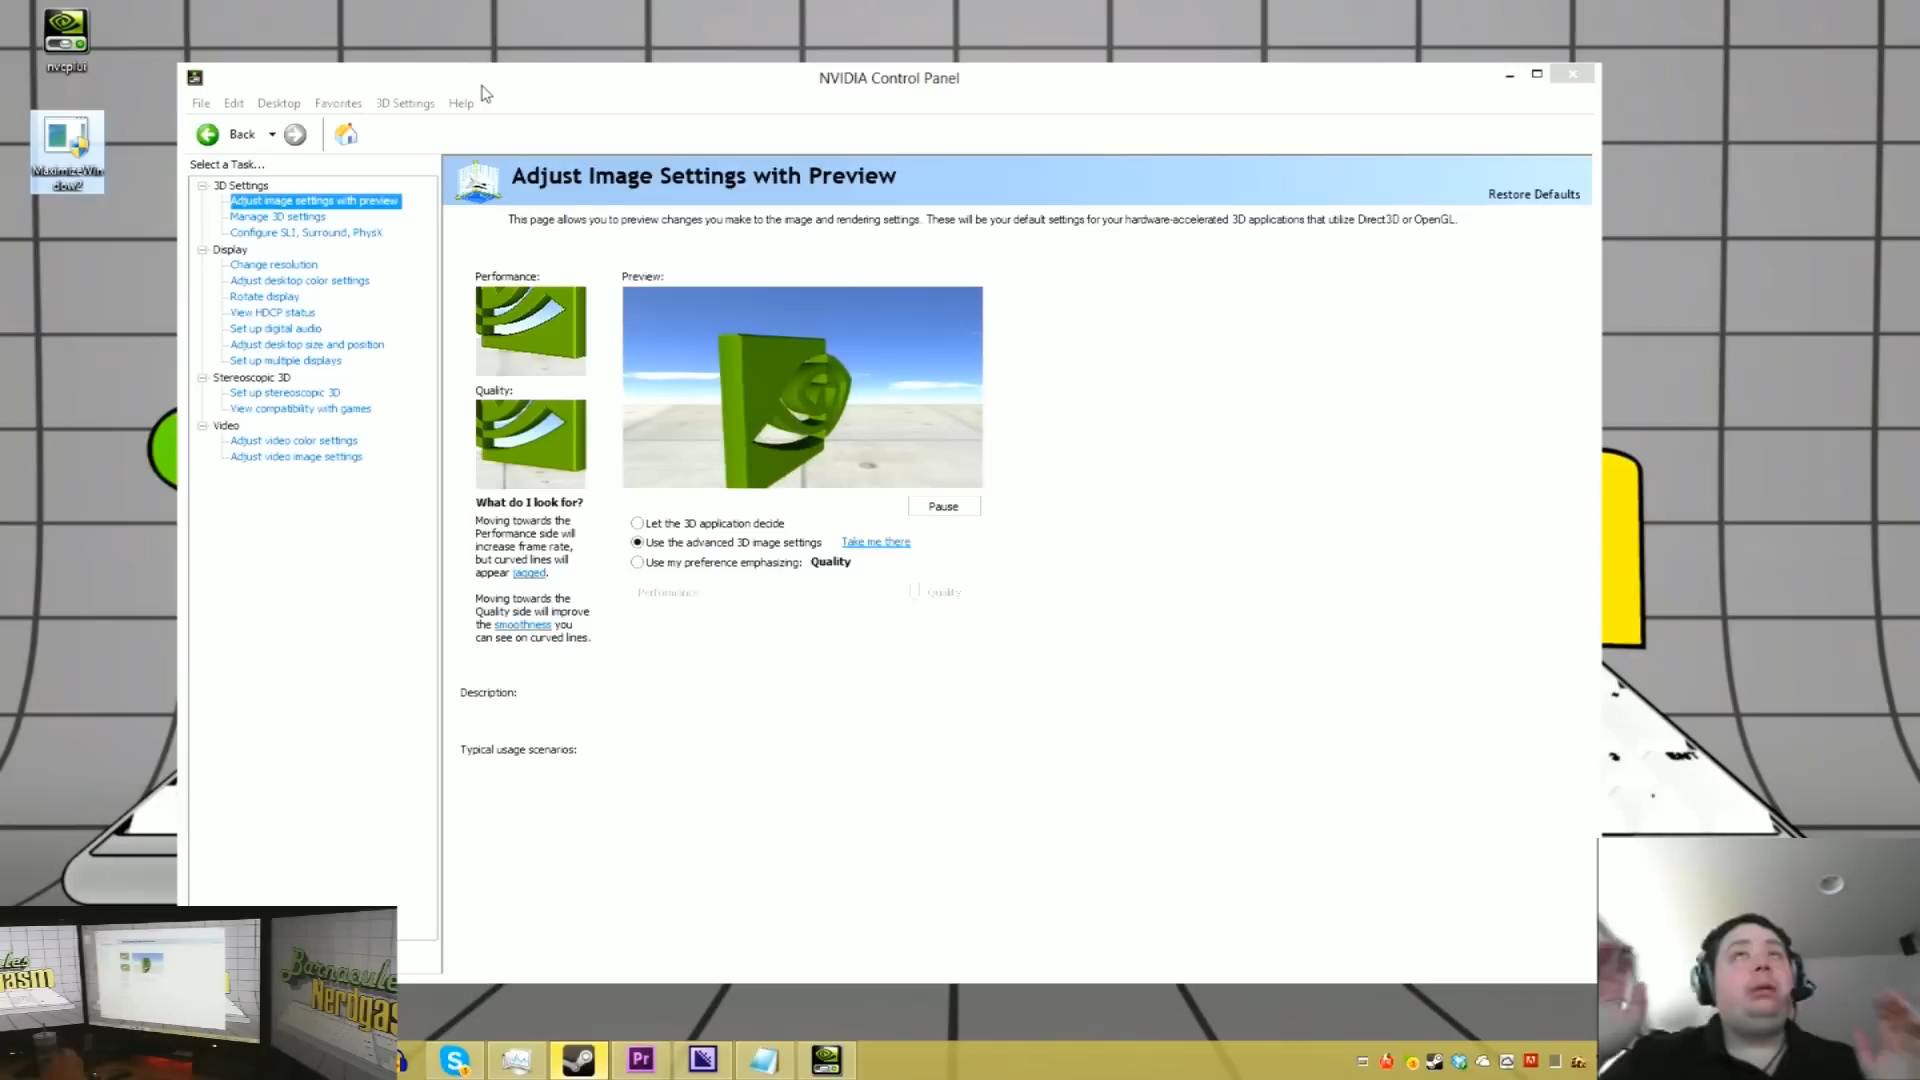 nvcplui
MaximizeWin
dow2
NVIDIA Control Panel
File Edit Desktop Favorites 3D Settings Help
Back
Select a Task...
3D Settings
Adjust image settings with preview
Manage 3D settings
Configure SLI, Surround, PhysX
Display
Change resolution
Adjust desktop color settings
Rotate display
View HDCP status
Set up digital audio
Adjust desktop size and position
Set up multiple displays
Stereoscopic 3D
Set up stereoscopic 3D
View compatibility with games
Video
Adjust video color settings
Adjust video image settings
Adjust Image Settings with Preview
Restore Defaults
This page allows you to preview changes you make to the image and rendering settings. These will be your default settings for your hardware-accelerated 3D applications that utilize Direct3D or OpenGL.
Performance:
Preview:
Quality:
What do I look for?
Moving towards the
Performance side will
increase frame rate,
but curved lines will
appear jagged.
Moving towards the
Quality side will improve
the smoothness you
can see on curved lines.
Pause
Let the 3D application decide
Use the advanced 3D image settings Take me there
Use my preference emphasizing: Quality
Performance Quality
Description:
Typical usage scenarios:
Barnacules
Nerdgas
les
gasm
Pr
ENT